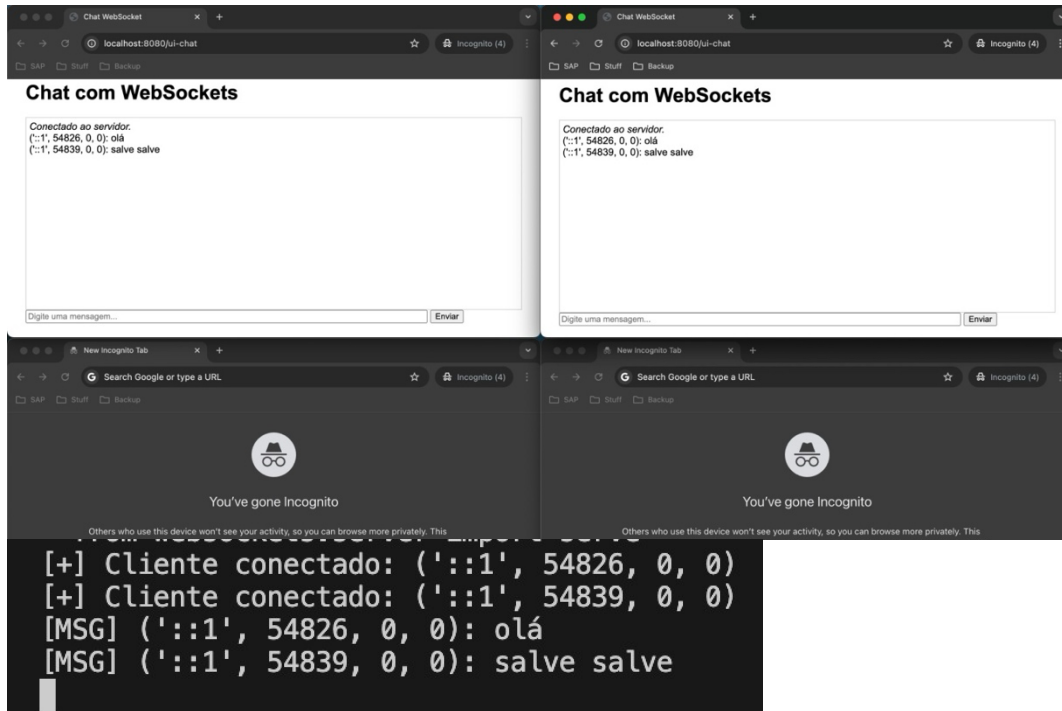 Chat WebSocket
localhost:8080/ui-chat
Incognito (4)
SAP Stuff Backup
Chat com WebSockets
Conectado ao servidor.
('::1', 54826, 0, 0): olá
('::1', 54839, 0, 0): salve salve
Digite uma mensagem... Enviar
Chat WebSocket
localhost:8080/ui-chat
Incognito (4)
SAP Stuff Backup
Chat com WebSockets
Conectado ao servidor.
('::1', 54826, 0, 0): olá
('::1', 54839, 0, 0): salve salve
Digite uma mensagem... Enviar
New Incognito Tab
Search Google or type a URL Incognito (4)
SAP Stuff Backup
You've gone Incognito
Others who use this device won't see your activity, so you can browse more privately. This
New Incognito Tab
Search Google or type a URL Incognito (4)
SAP Stuff Backup
You've gone Incognito
Others who use this device won't see your activity, so you can browse more privately. This
[+] Cliente conectado: ('::1', 54826, 0, 0)
[+] Cliente conectado: ('::1', 54839, 0, 0)
[MSG] ('::1', 54826, 0, 0): olá
[MSG] ('::1', 54839, 0, 0): salve salve